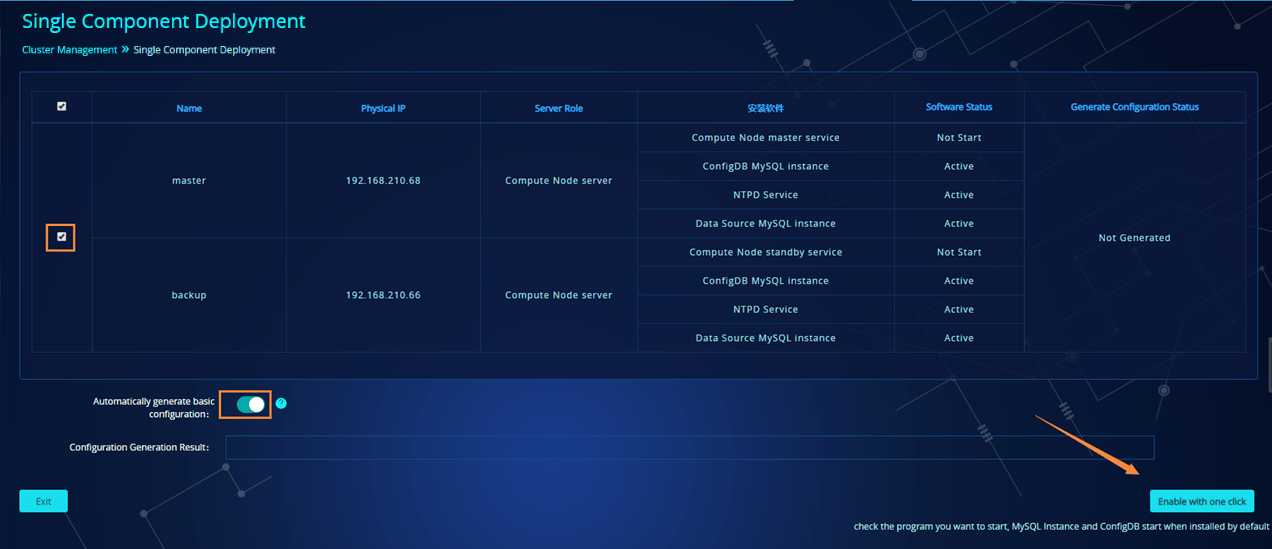 Single Component Deployment
Cluster Management » Single Component Deployment
Name Physical IP Server Role 安装软件 Software Status Generate Configuration Status
master 192.168.210.68 Compute Node server
Compute Node master service Not Start
ConfigDB MySQL instance Active
NTPD Service Active
Data Source MySQL instance Active
Not Generated
backup 192.168.210.66 Compute Node server
Compute Node standby service Not Start
ConfigDB MySQL instance Active
NTPD Service Active
Data Source MySQL instance Active
Automatically generate basic
configuration：
?
Configuration Generation Result：
Exit
Enable with one click
check the program you want to start, MySQL Instance and ConfigDB start when installed by default